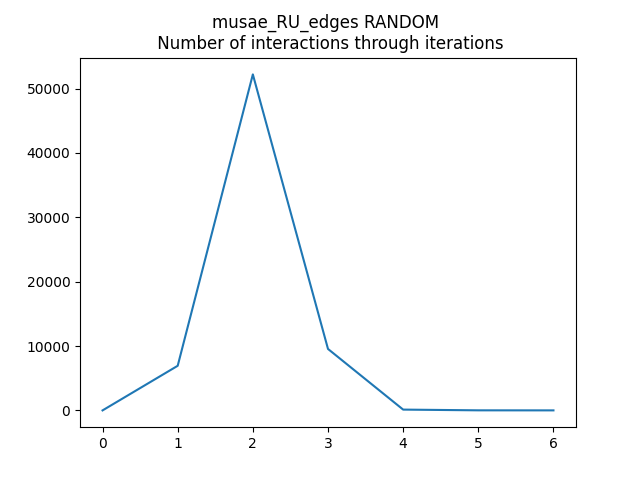 musae_RU_edges RANDOM
Number of interactions through iterations
50000
40000
30000
20000
10000
0
0 1 2 3 4 5 6